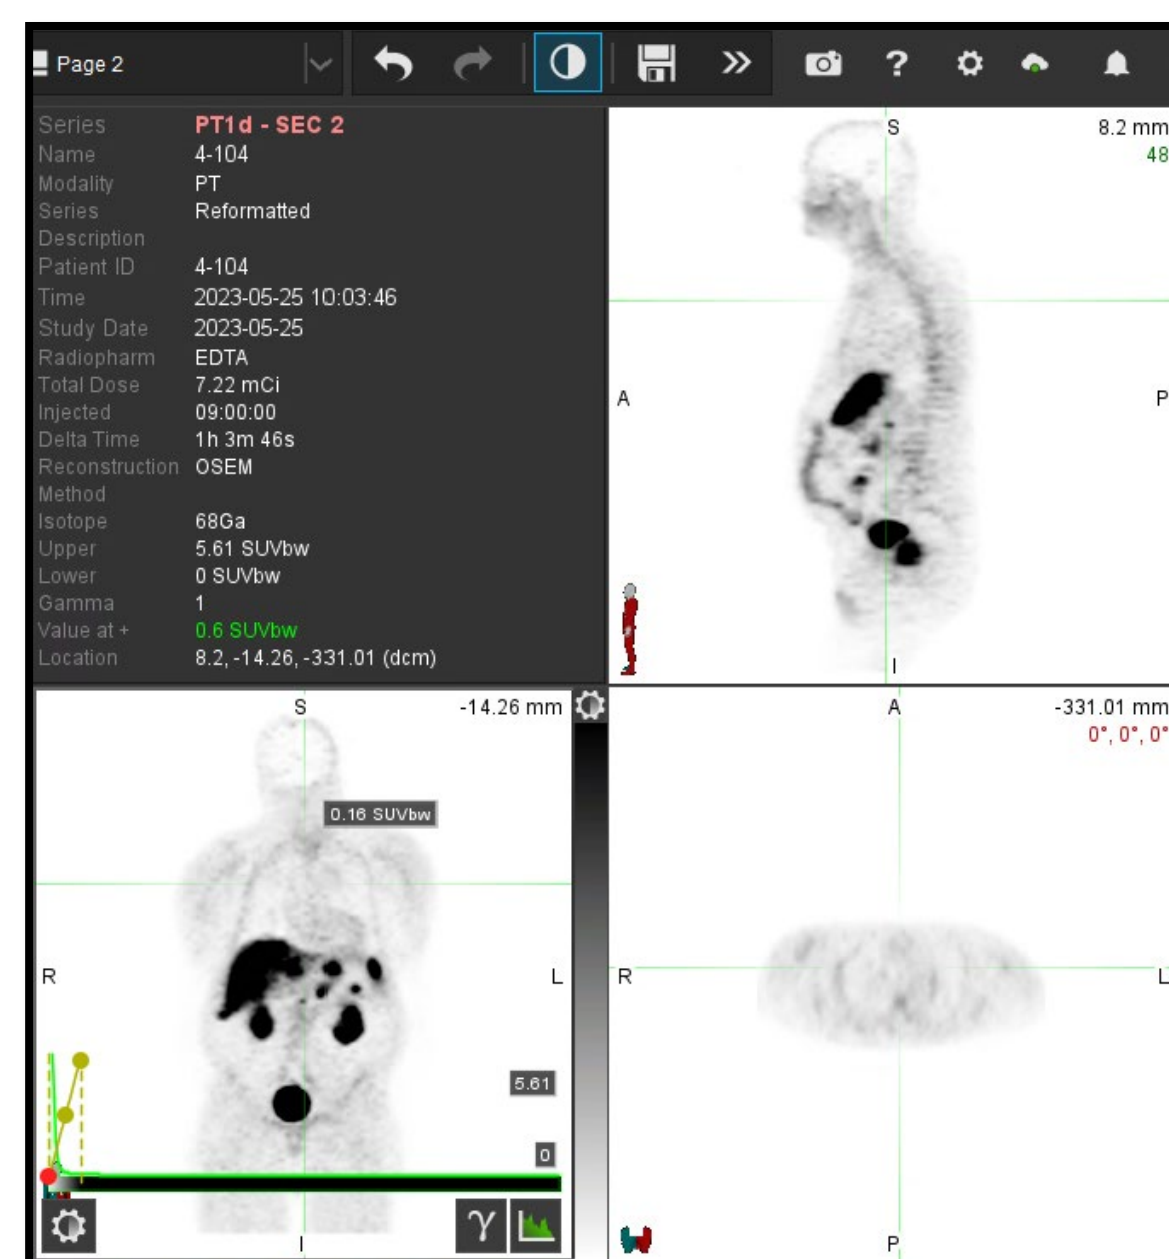 Page 2
Series PT1d - SEC 2
Name 4-104
Modality PT
Series Reformatted
Description
Patient ID 4-104
Time 2023-05-25 10:03:46
Study Date 2023-05-25
Radiopharm EDTA
Total Dose 7.22 mCi
Injected 09:00:00
Delta Time 1h 3m 46s
Reconstruction OSEM
Method
Isotope 68Ga
Upper 5.61 SUVbw
Lower 0 SUVbw
Gamma 1
Value at + 0.6 SUVbw
Location 8.2, -14.26, -331.01 (dcm)
S 8.2 mm
48
A P
I
S -14.26 mm
0.16 SUVbw
R L
5.61
0
γ
I
A -331.01 mm
0°, 0°, 0°
R L
P